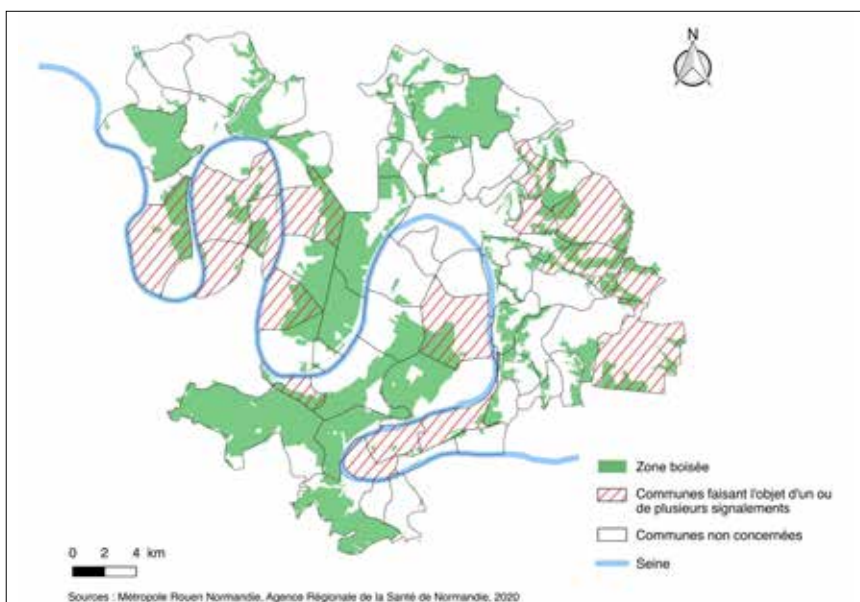 N
Zone boisée
Communes faisant l'objet d'un ou
de plusieurs signalements
Communes non concernées
Seine
0 2 4 km
Sources : Métropole Rouen Normandie, Agence Régionale de la Santé de Normandie, 2020